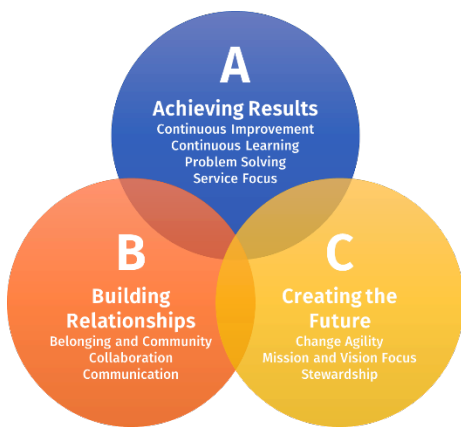 A
Achieving Results
Continuous Improvement
Continuous Learning
Problem Solving
Service Focus
B
Building
Relationships
Belonging and Community
Collaboration
Communication
C
Creating the
Future
Change Agility
Mission and Vision Focus
Stewardship